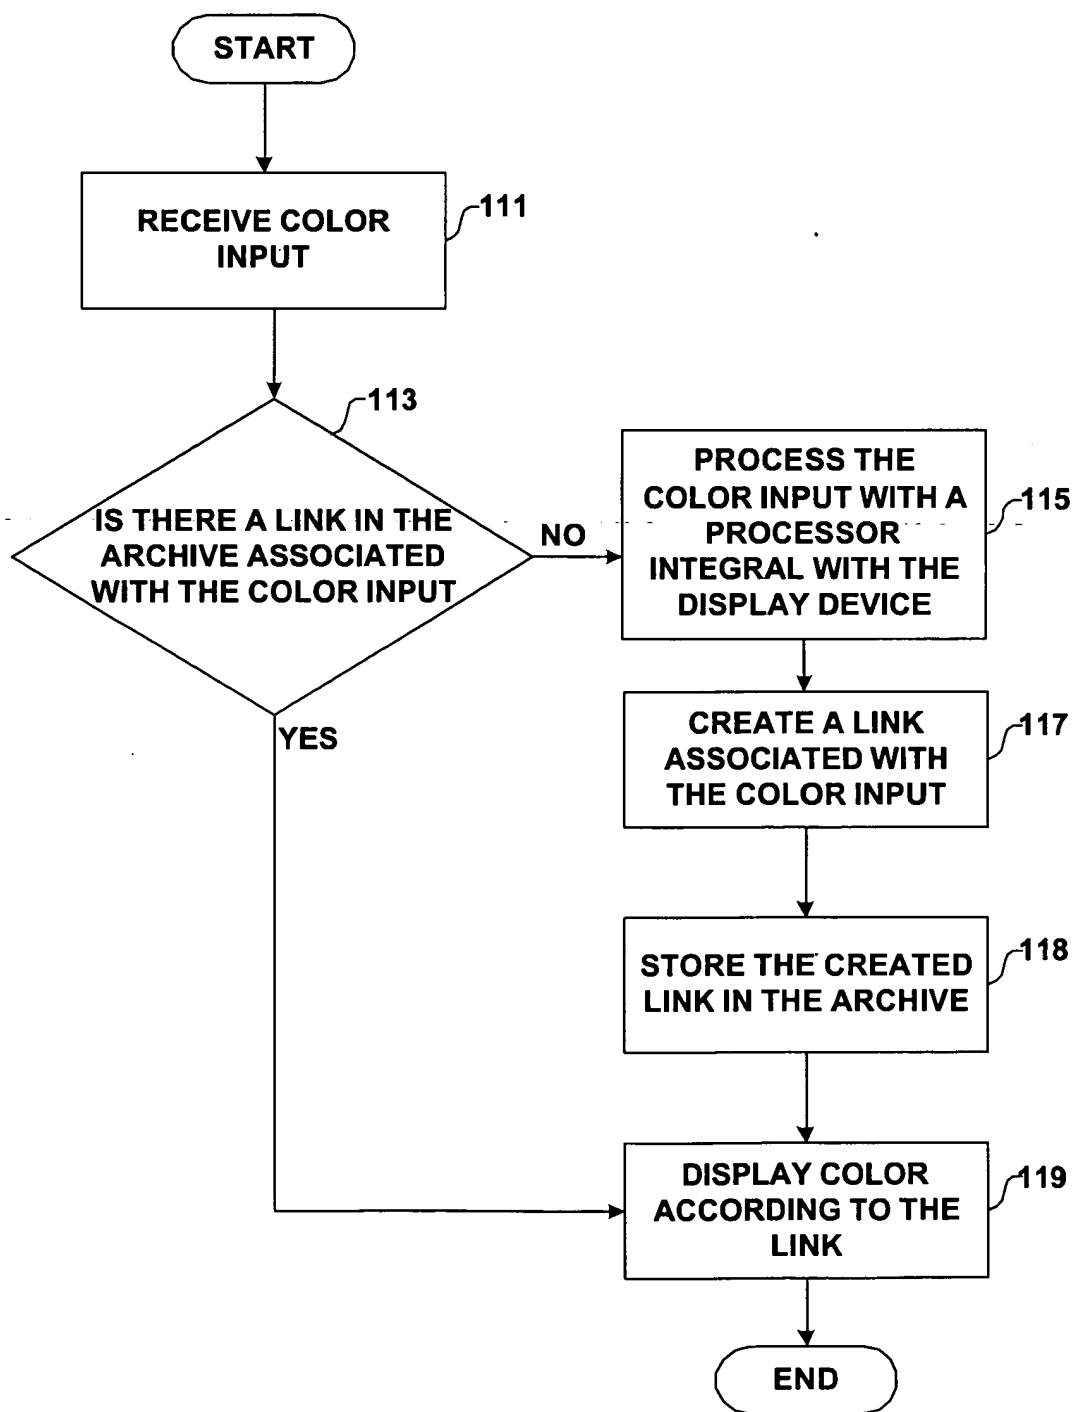 START
RECEIVE COLOR
INPUT
111
113
IS THERE A LINK IN THE
ARCHIVE ASSOCIATED
WITH THE COLOR INPUT
NO
YES
PROCESS THE
COLOR INPUT WITH A
PROCESSOR
INTEGRAL WITH THE
DISPLAY DEVICE
115
CREATE A LINK
ASSOCIATED WITH
THE COLOR INPUT
117
STORE THE CREATED
LINK IN THE ARCHIVE
118
DISPLAY COLOR
ACCORDING TO THE
LINK
119
END